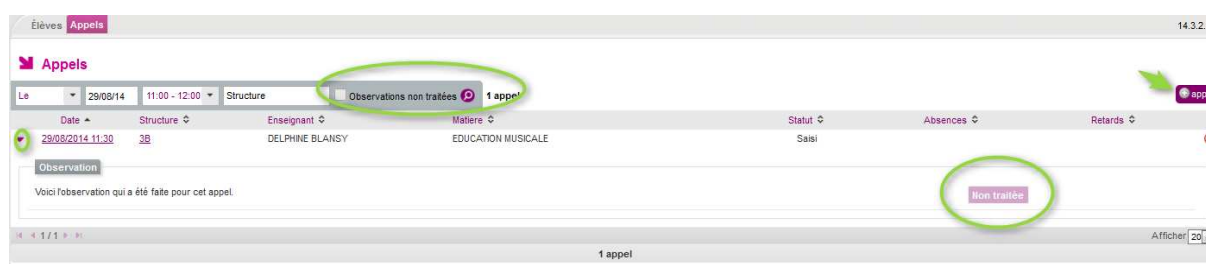 Élèves Appels 14.3.2.
Appels
Le 29/08/14 11:00 - 12:00 Structure Observations non traitées 1 appel
Date Structure Enseignant Matiere Statut Absences Retards
29/08/2014 11:30 3B DELPHINE BLANSY EDUCATION MUSICALE Saisi
Observation
Voici l'observation qui a été faite pour cet appel. Non traitée
1 / 1 Afficher 20
1 appel